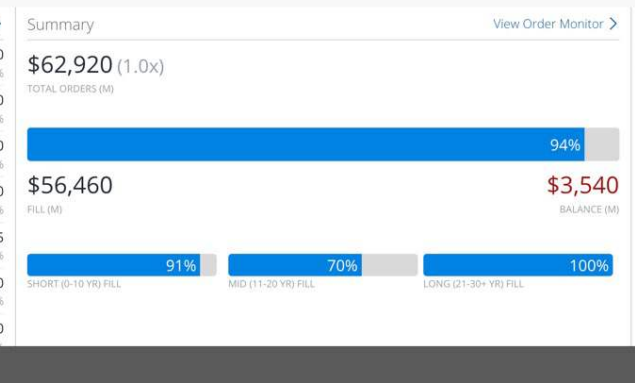 Summary
View Order Monitor >
$62,920 (1.0x)
TOTAL ORDERS (M)
94%
$56,460
$3,540
FILL (M)
BALANCE (M)
91%
70%
100%
SHORT (0-10 YR) FILL
MID (11-20 YR) FILL
LONG (21-30+ YR) FILL